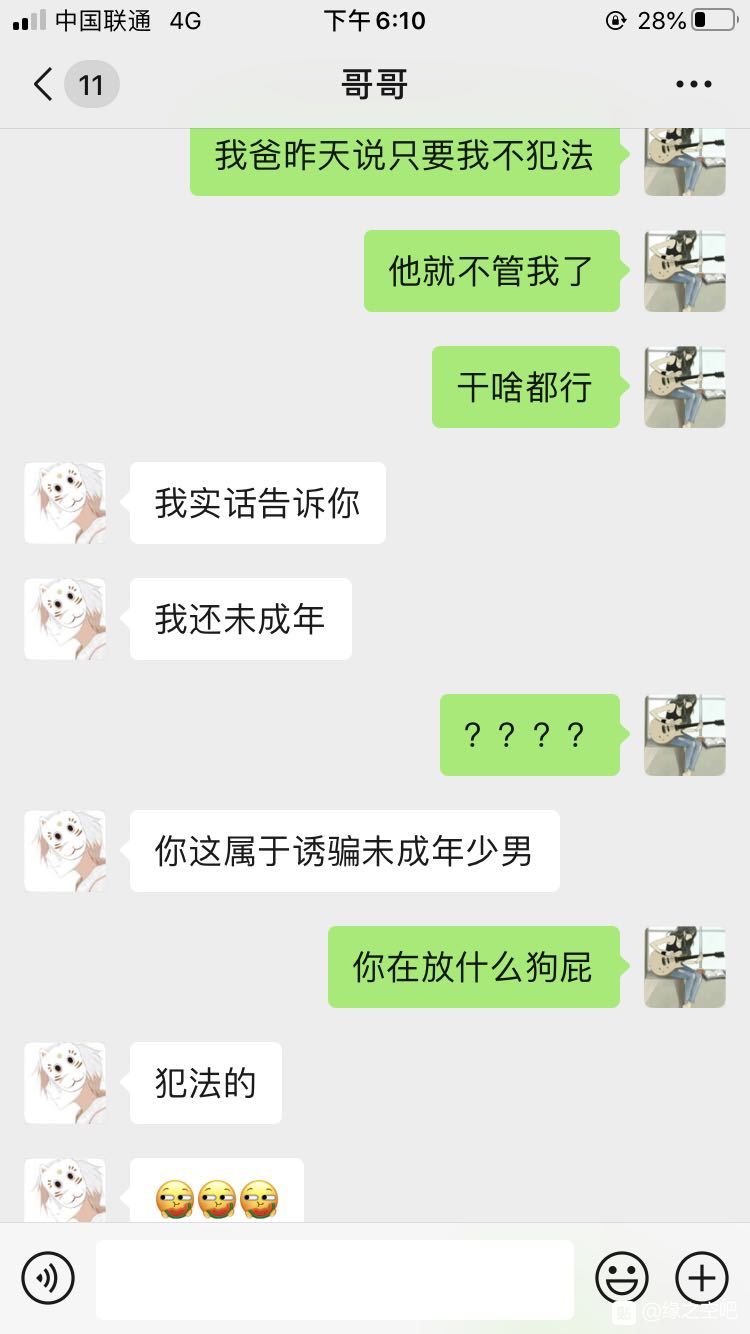 中国联通 4G 下午6:10 28%
11 哥哥
我爸昨天说只要我不犯法
他就不管我了
干啥都行
我实话告诉你
我还未成年
？？？？
你这属于诱骗未成年少男
你在放什么狗屁
犯法的
贴 @缘之空吧